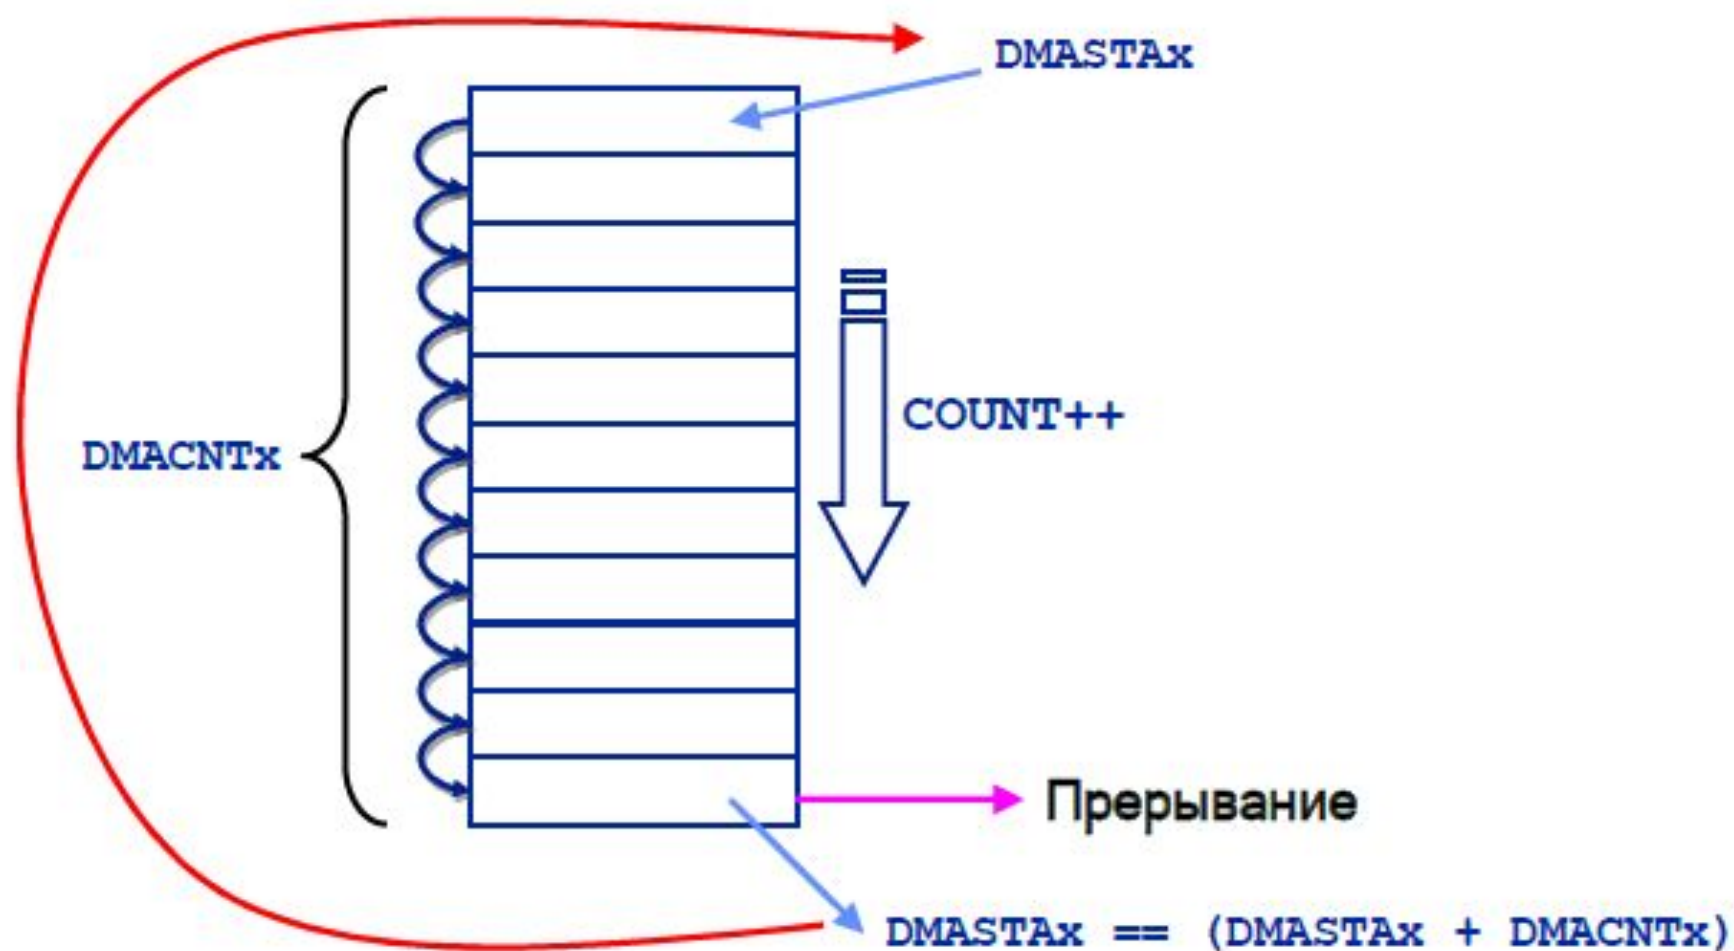 DMASTAx
COUNT++
DMACNTx
Прерывание
DMASTAx == (DMASTAx + DMACNTx)